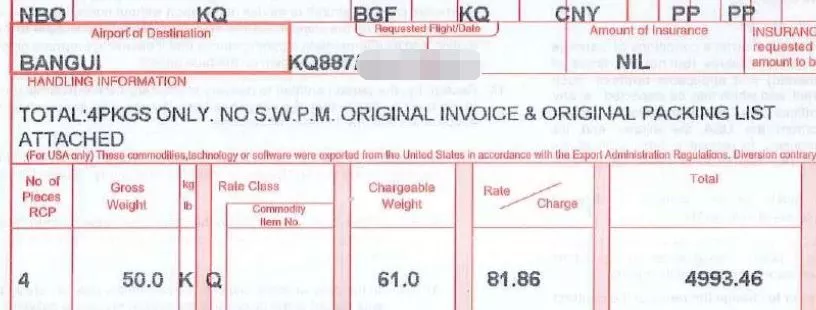 NBO KQ BGF KQ CNY PP PP
Airport of Destination Requested Flight/Date Amount of Insurance INSURANC
requested
BANGUI KQ887/ NIL amount to b
HANDLING INFORMATION
TOTAL:4PKGS ONLY. NO S.W.P.M. ORIGINAL INVOICE & ORIGINAL PACKING LIST
ATTACHED
(For USA only) These commodities,technology or software were exported from the United States in accordance with the Export Administration Regulations. Diversion contrary
No of Pieces RCP Gross Weight kg lb Rate Class Commodity Item No. Chargeable Weight Rate Charge Total
4 50.0 K Q 61.0 81.86 4993.46